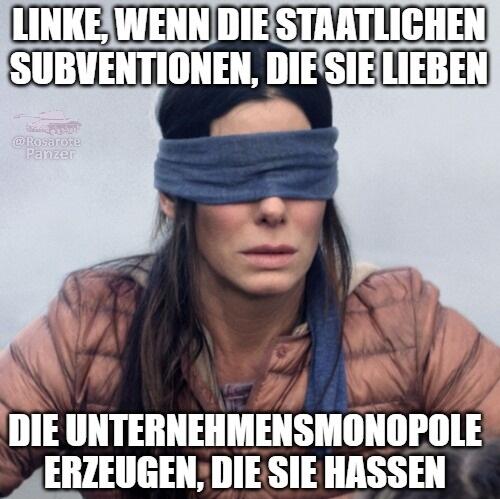 LINKE, WENN DIE STAATLICHEN
SUBVENTIONEN, DIE SIE LIEBEN
@Rosarote
Panzer
DIE UNTERNEHMENSMONOPOLE
ERZEUGEN, DIE SIE HASSEN